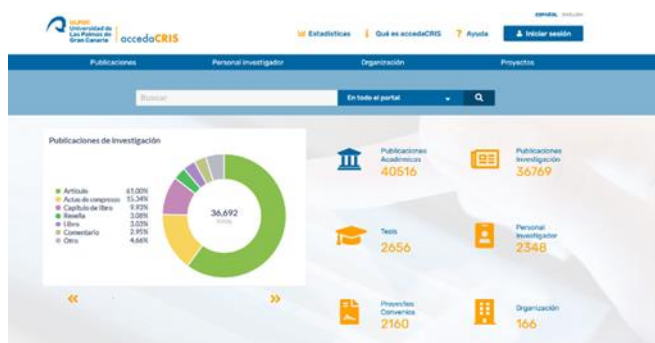 ULPGC
Universidad de
Las Palmas de
Gran Canaria
accedaCRIS
ESPAÑOL ENGLISH
Estadísticas
Qué es accedaCRIS
Ayuda
Iniciar sesión
Publicaciones
Personal investigador
Organización
Proyectos
Buscar
En todo el portal
Publicaciones de Investigación
Artículo 61.00%
Actas de congresos 15.34%
Capítulo de libro 9.93%
Reseña 3.08%
Libro 3.03%
Comentario 2.95%
Otro 4.66%
36,692
TOTAL
Publicaciones
Académicas
40516
Publicaciones
Investigación
36769
Tesis
2656
Personal
Investigador
2348
Proyectos
Convenios
2160
Organización
166